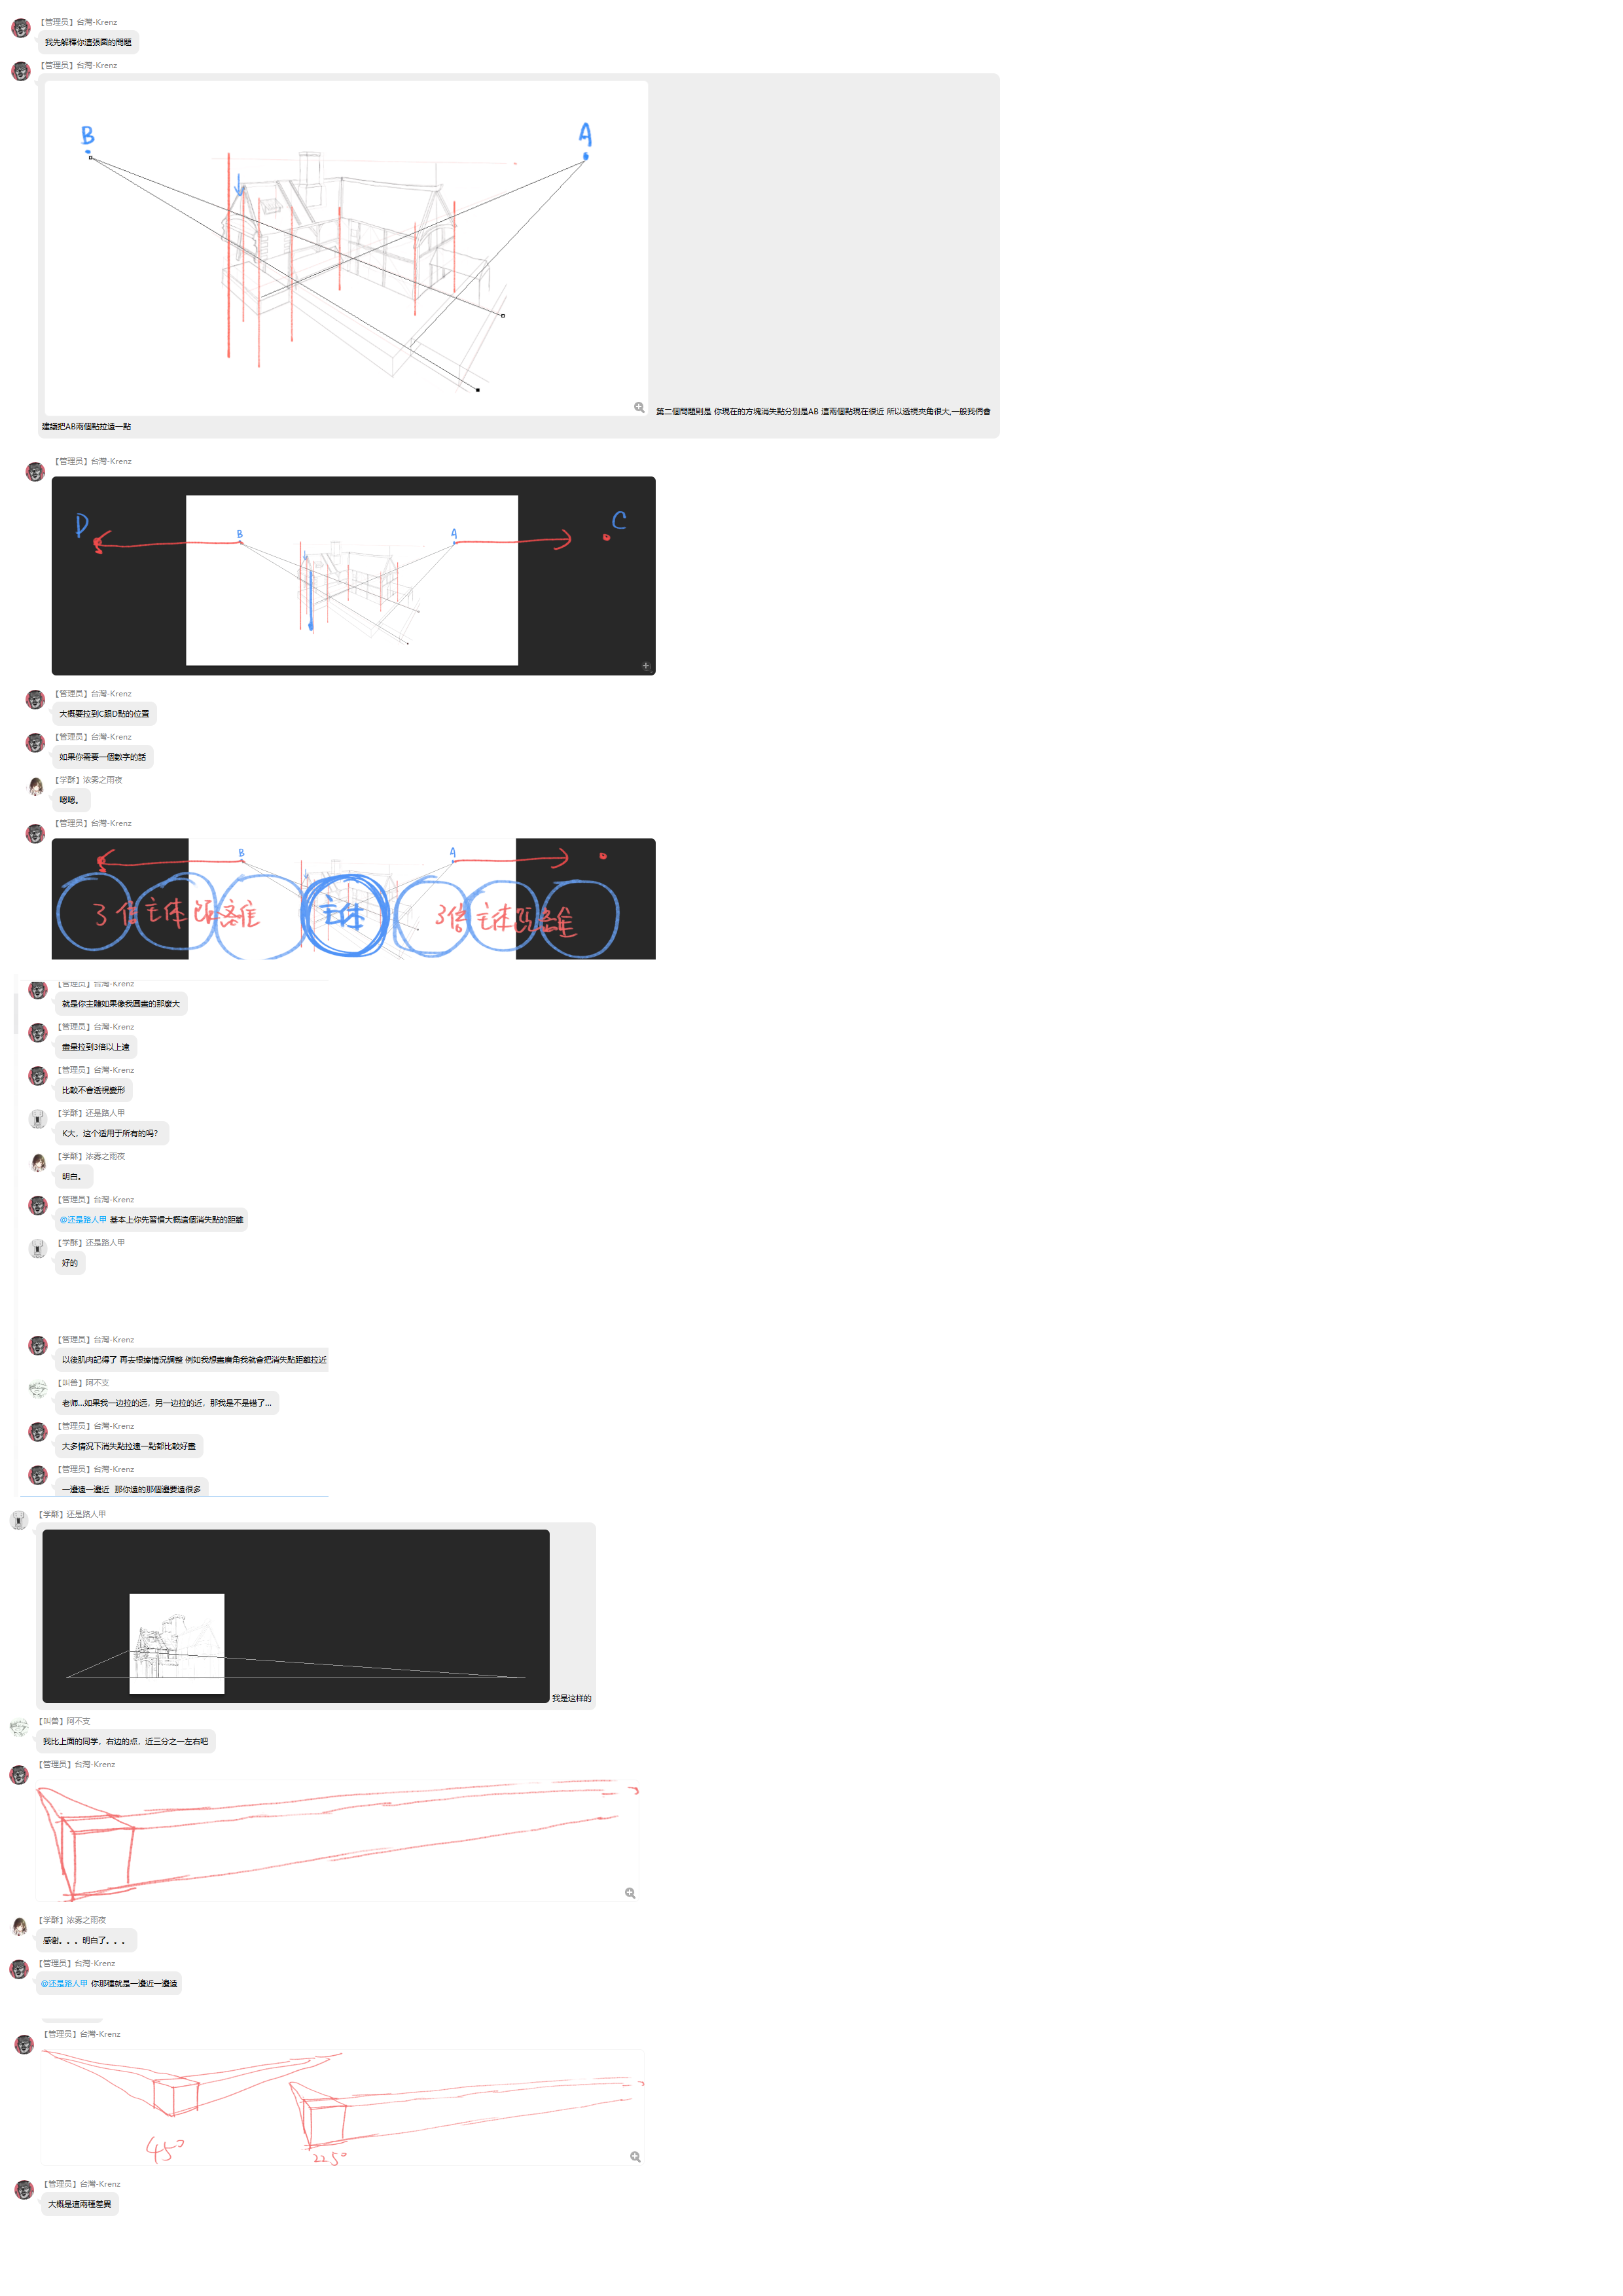 【管理员】台灣-Krenz
我先解釋你這張圖的問題
【管理员】台灣-Krenz
B
A
第二個問題則是 你現在的方塊消失點分別是AB 這兩個點現在很近 所以透視夾角很大,一般我們會
建議把AB兩個點拉遠一點
【管理员】台灣-Krenz
D
B
A
C
【管理员】台灣-Krenz
大概要拉到C跟D點的位置
【管理员】台灣-Krenz
如果你需要一個數字的話
【学酥】浓雾之雨夜
嗯嗯。
【管理员】台灣-Krenz
B
A
3倍主体距離
主体
3倍主体距離
【管理员】台灣-Krenz
就是你主體如果像我圓畫的那麼大
【管理员】台灣-Krenz
盡量拉到3倍以上遠
【管理员】台灣-Krenz
比較不會透視變形
【学酥】还是路人甲
K大，这个适用于所有的吗？
【学酥】浓雾之雨夜
明白。
【管理员】台灣-Krenz
@还是路人甲 基本上你先習慣大概這個消失點的距離
【学酥】还是路人甲
好的
【管理员】台灣-Krenz
以後肌肉記得了 再去根據情況調整 例如我想畫廣角我就會把消失點距離拉近
【叫兽】阿不支
老师...如果我一边拉的远，另一边拉的近，那我是不是错了...
【管理员】台灣-Krenz
大多情況下消失點拉遠一點都比較好畫
【管理员】台灣-Krenz
一邊遠一邊近 那你遠的那個邊要遠很多
【学酥】还是路人甲
我是这样的
【叫兽】阿不支
我比上面的同学，右边的点，近三分之一左右吧
【管理员】台灣-Krenz
【学酥】浓雾之雨夜
感谢。。。明白了。。。
【管理员】台灣-Krenz
@还是路人甲 你那種就是一邊近一邊遠
【管理员】台灣-Krenz
45°
22.5°
【管理员】台灣-Krenz
大概是這兩種差異